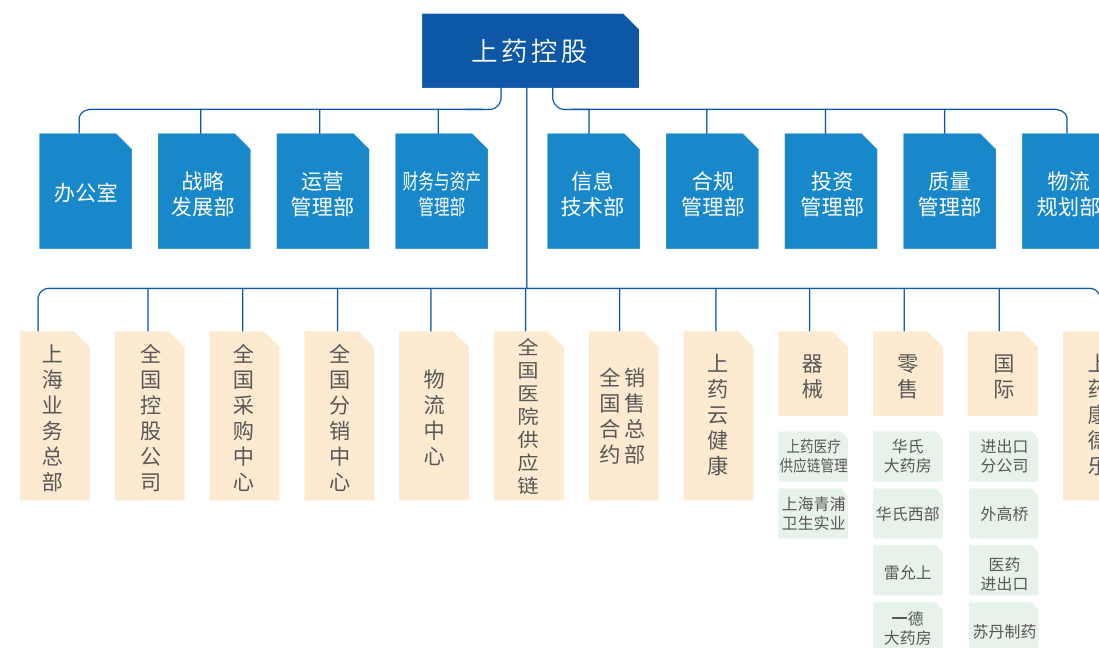 上药控股
办公室
战略
发展部
运营
管理部
财务与资产
管理部
信息
技术部
合规
管理部
投资
管理部
质量
管理部
物流
规划部
上海业务总部
全国控股公司
全国采购中心
全国分销中心
物流中心
全国医院供应链
全国合约
销售总部
上药云健康
器械
零售
国际
上药康德乐
上药医疗
供应链管理
上海青浦
卫生实业
华氏
大药房
华氏西部
雷允上
一德
大药房
进出口
分公司
外高桥
医药
进出口
苏丹制药